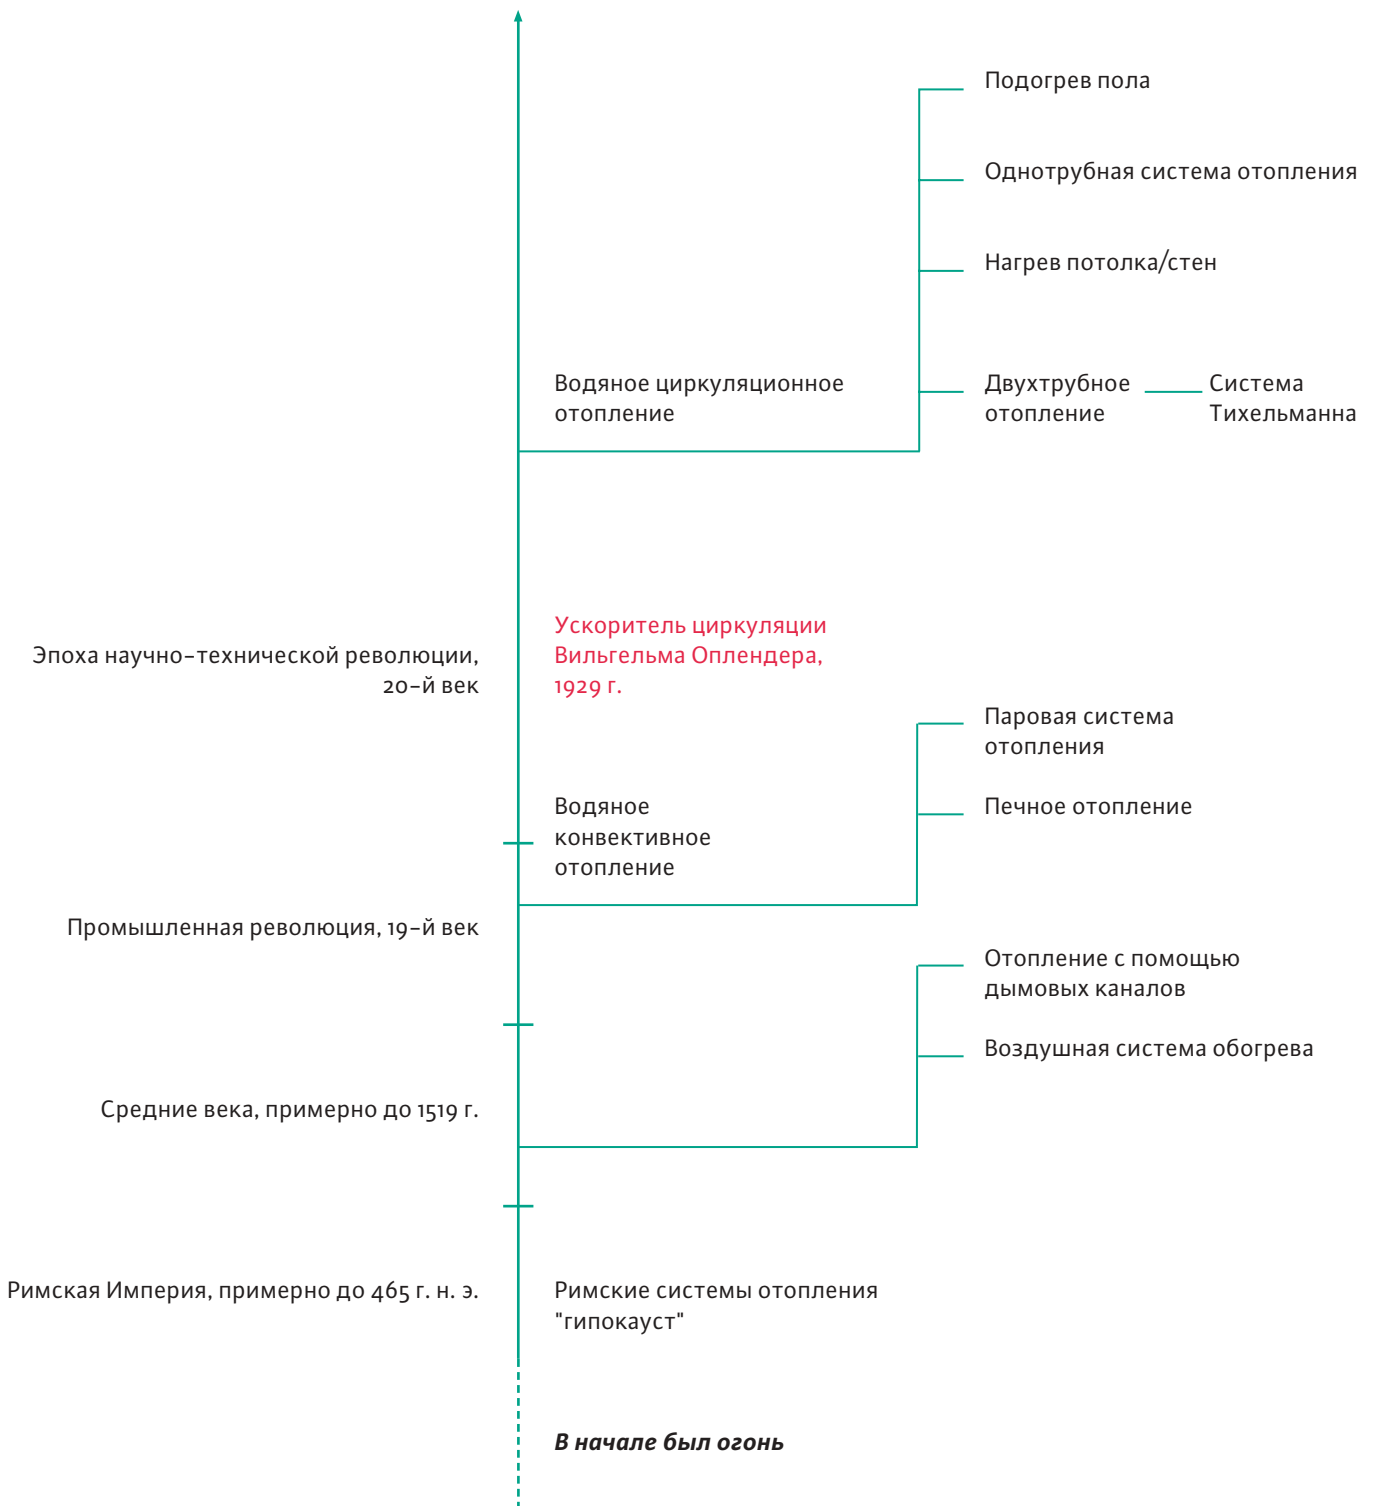 Подогрев пола
Однотрубная система отопления
Нагрев потолка/стен
Водяное циркуляционное
отопление
Двухтрубное
отопление
Система
Тихельманна
Эпоха научно-технической революции,
20-й век
Ускоритель циркуляции
Вильгельма Оплендера,
1929 г.
Паровая система
отопления
Водяное
конвективное
отопление
Печное отопление
Промышленная революция, 19-й век
Отопление с помощью
дымовых каналов
Воздушная система обогрева
Средние века, примерно до 1519 г.
Римская Империя, примерно до 465 г. н. э.
Римские системы отопления
"гипокауст"
В начале был огонь